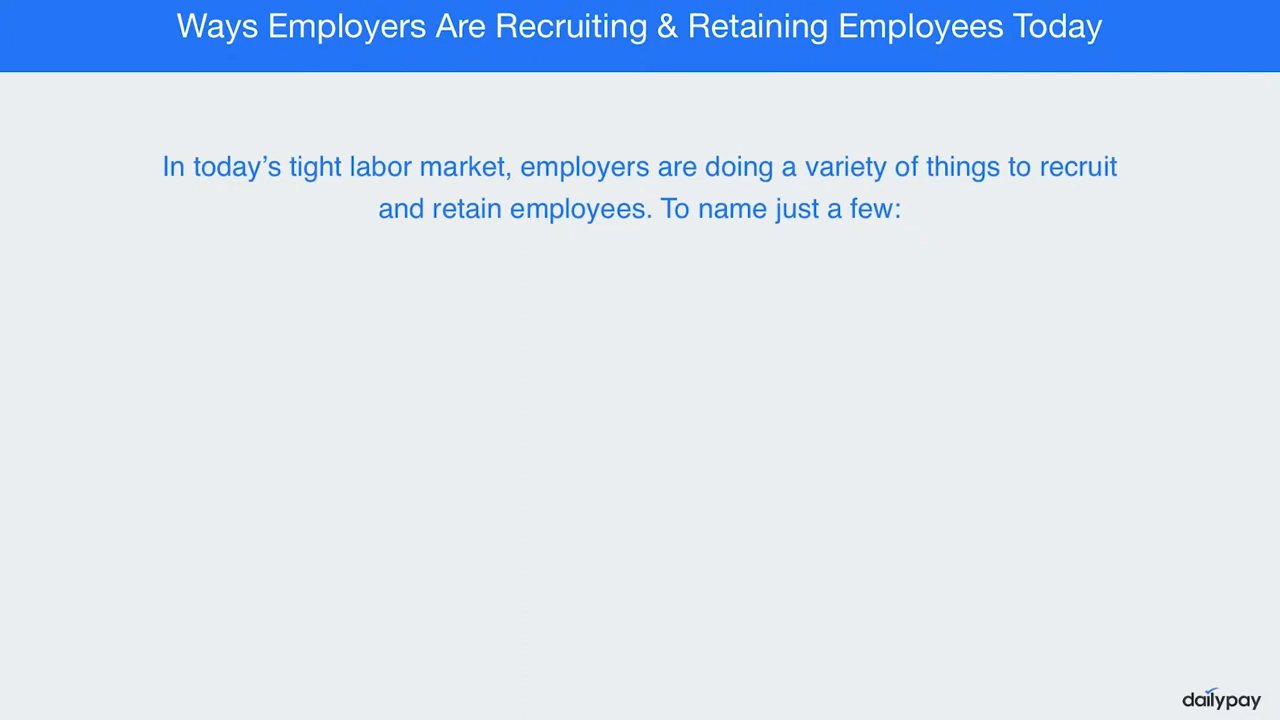 Ways Employers Are Recruiting & Retaining Employees Today
In today’s tight labor market, employers are doing a variety of things to recruit
and retain employees. To name just a few:
dailypay